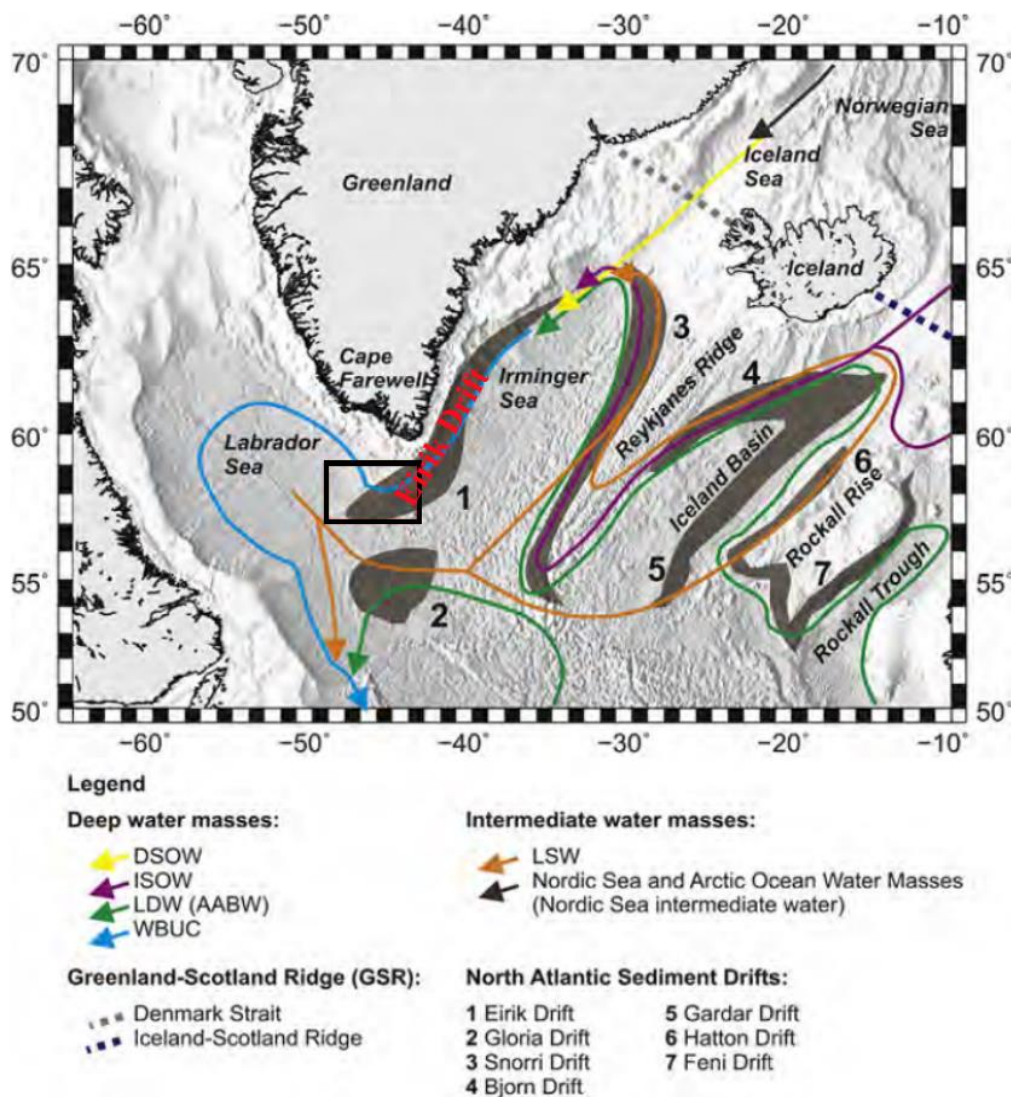 −60° −50° −40° −30° −20° −10°
70° 70°
Norwegian
Sea
Iceland
Sea
Greenland
65° 65°
Iceland
3
Cape
Farewell
Irminger
Sea
Reykjanes Ridge
4
Eirik Drift
60° 60°
Labrador
Sea
6
1
Iceland Basin
Rockall Rise
55° 55°
5
7
2
Rockall Trough
50° 50°
−60° −50° −40° −30° −20° −10°
Legend
Deep water masses:
DSOW
ISOW
LDW (AABW)
WBUC
Intermediate water masses:
LSW
Nordic Sea and Arctic Ocean Water Masses
(Nordic Sea intermediate water)
Greenland-Scotland Ridge (GSR):
Denmark Strait
Iceland-Scotland Ridge
North Atlantic Sediment Drifts:
1 Eirik Drift
2 Gloria Drift
3 Snorri Drift
4 Bjorn Drift
5 Gardar Drift
6 Hatton Drift
7 Feni Drift